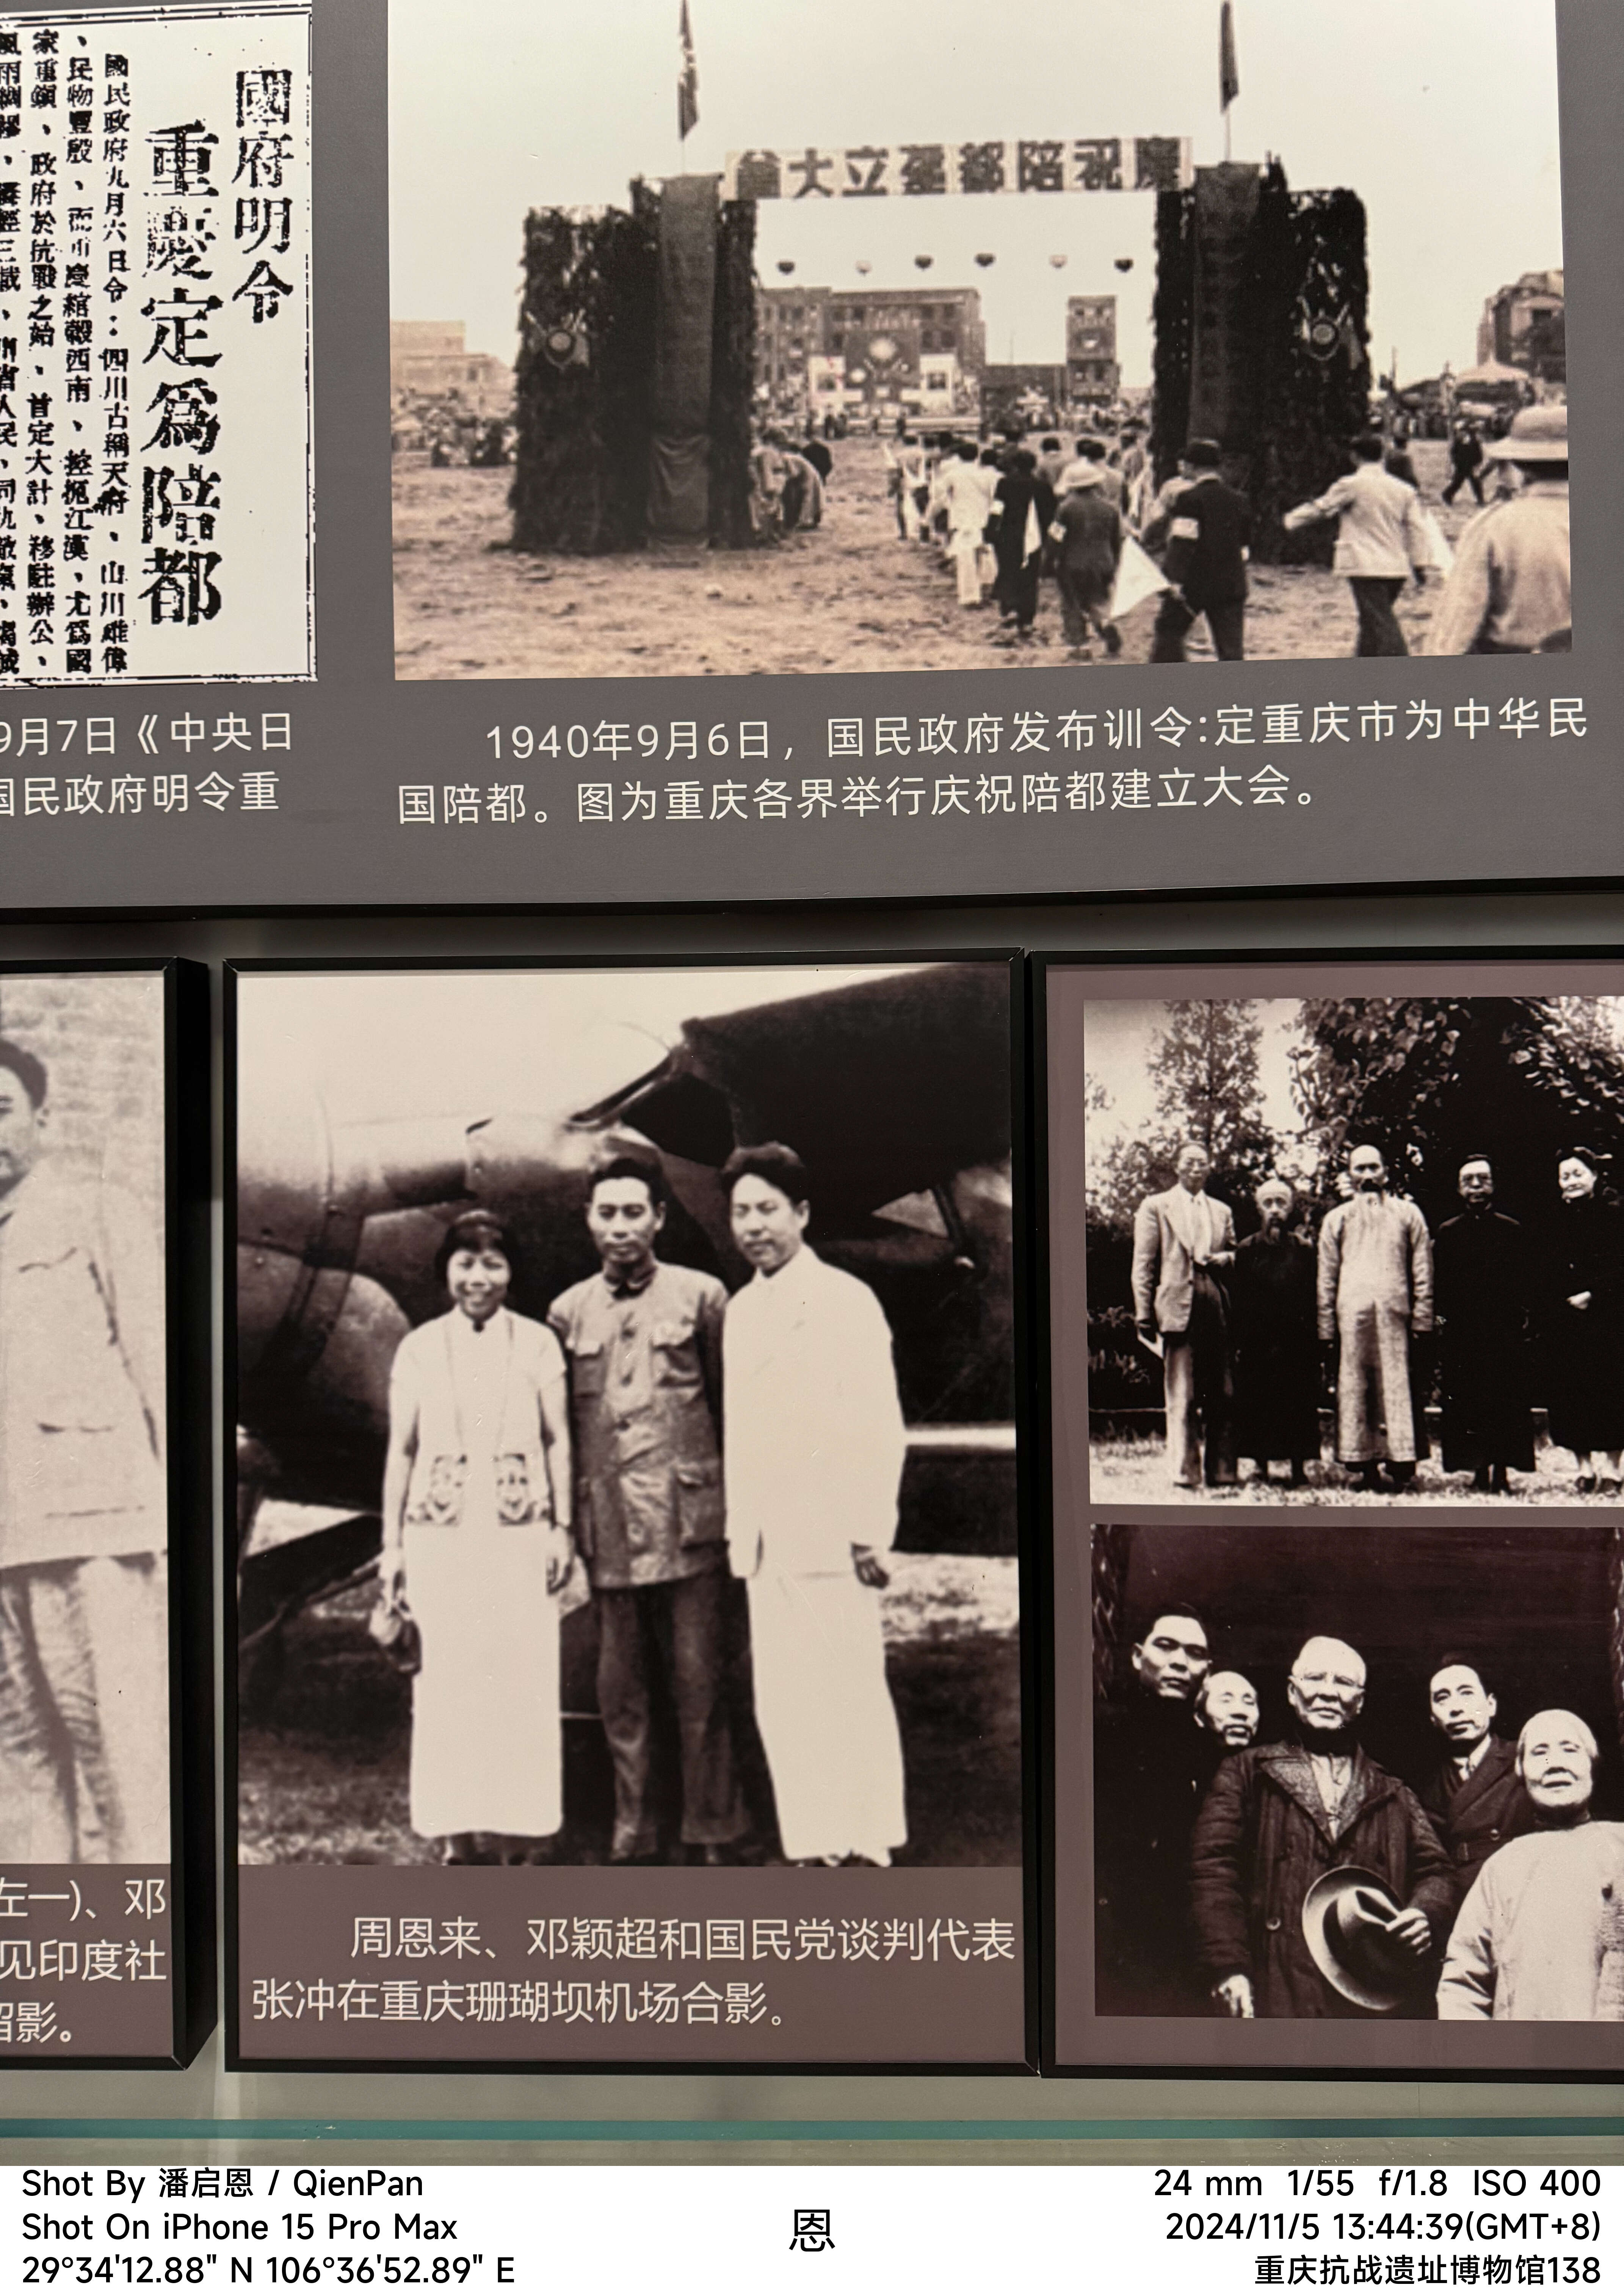 國府明令
重慶定為陪都
國民政府九月六日令：四川古稱天府、山川雄偉
、民物豐殷、而重慶綰轂西南、控扼江漢、尤為國
家重鎮、政府於抗戰之始、首定大計、移駐辦公、
慶祝陪都建立大會
9月7日《中央日
国民政府明令重
1940年9月6日，国民政府发布训令:定重庆市为中华民
国陪都。图为重庆各界举行庆祝陪都建立大会。
左一)、邓
见印度社
留影。
周恩来、邓颖超和国民党谈判代表
张冲在重庆珊瑚坝机场合影。
Shot By 潘启恩 / QienPan
Shot On iPhone 15 Pro Max
29°34'12.88" N 106°36'52.89" E
恩
24 mm 1/55 f/1.8 ISO 400
2024/11/5 13:44:39(GMT+8)
重庆抗战遗址博物馆138